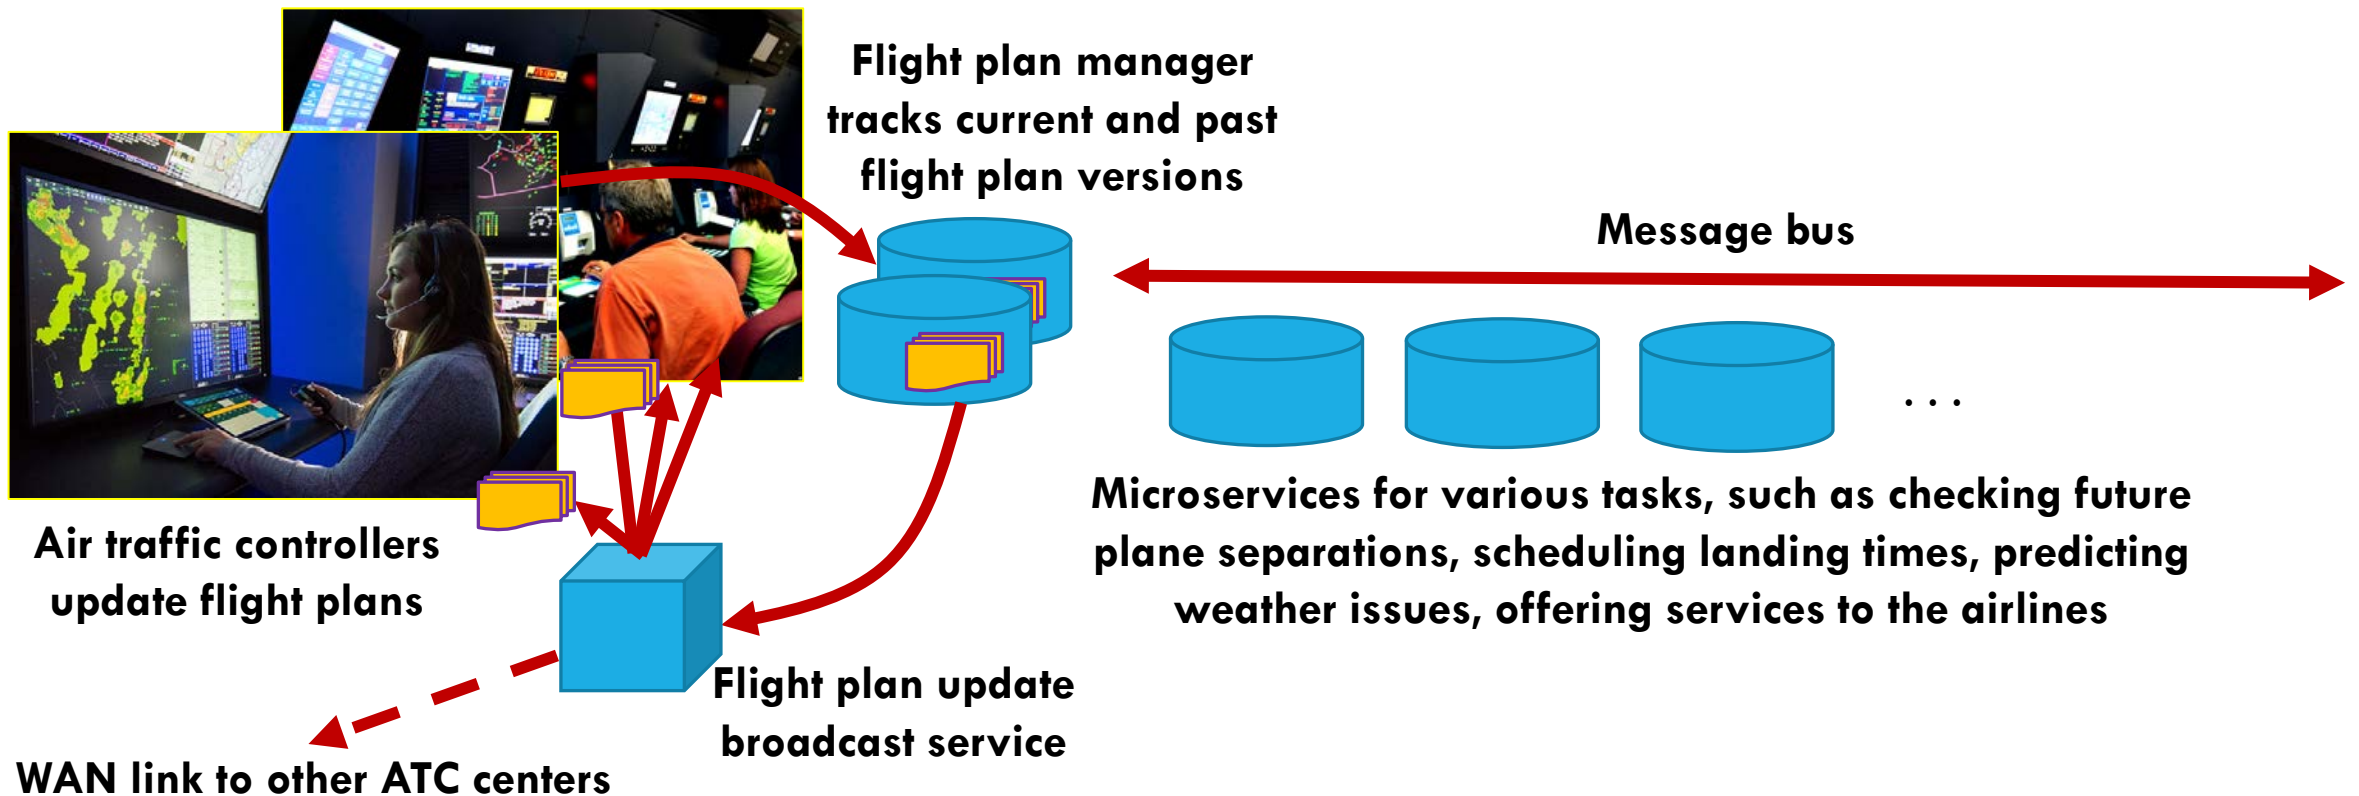 Flight plan manager
tracks current and past
flight plan versions
Message bus
. . .
Microservices for various tasks, such as checking future
plane separations, scheduling landing times, predicting
weather issues, offering services to the airlines
Air traffic controllers
update flight plans
Flight plan update
broadcast service
WAN link to other ATC centers